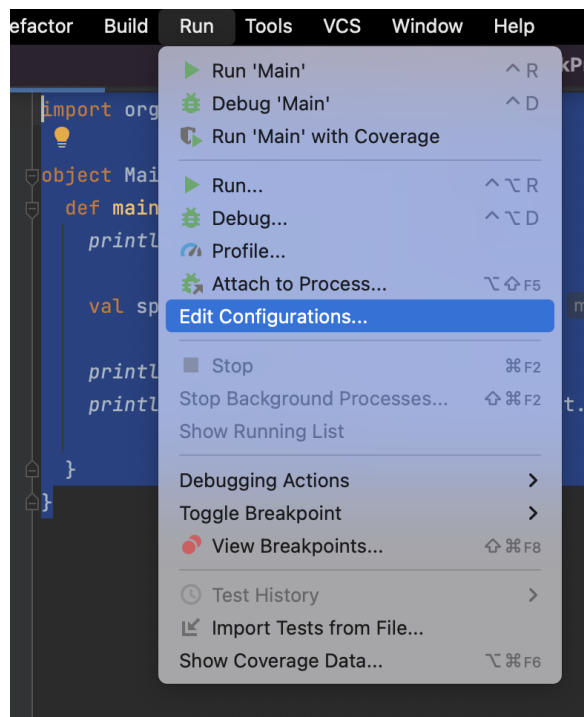 efactor Build Run Tools VCS Window Help
kP
import org
Run 'Main' ^ R
Debug 'Main' ^ D
Run 'Main' with Coverage
object Mai
Run... ^⌥ R
def main
Debug... ^⌥ D
printl
Profile...
Attach to Process... ⌥⇧F5
val sp
Edit Configurations...
m
Stop ⌘F2
printl
Stop Background Processes... ⇧⌘F2
printl
t.
Show Running List
}
Debugging Actions
}
Toggle Breakpoint
View Breakpoints... ⇧⌘F8
Test History
Import Tests from File...
Show Coverage Data... ⌥⌘F6